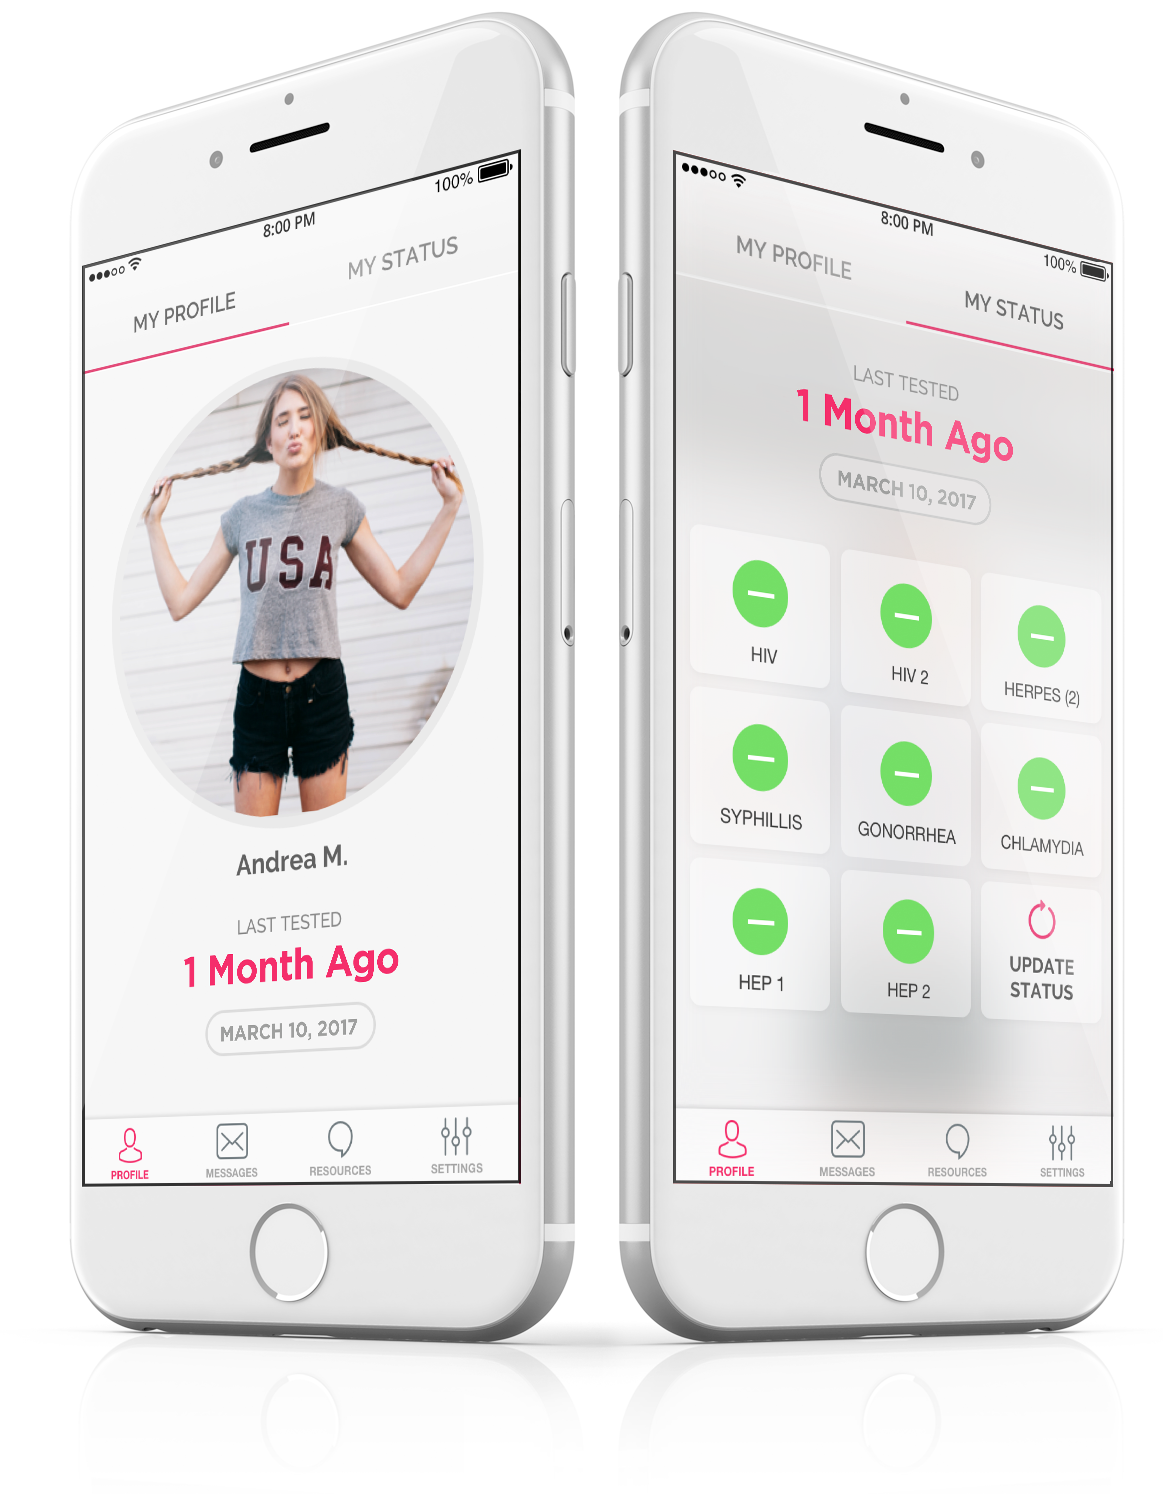 100%
8:00 PM
MY PROFILE
MY STATUS
USA
Andrea M.
LAST TESTED
1 Month Ago
MARCH 10, 2017
PROFILE
MESSAGES
RESOURCES
SETTINGS
8:00 PM
100%
MY PROFILE
MY STATUS
LAST TESTED
1 Month Ago
MARCH 10, 2017
HIV
HIV 2
HERPES (2)
SYPHILLIS
GONORRHEA
CHLAMYDIA
HEP 1
HEP 2
UPDATE
STATUS
PROFILE
MESSAGES
RESOURCES
SETTINGS